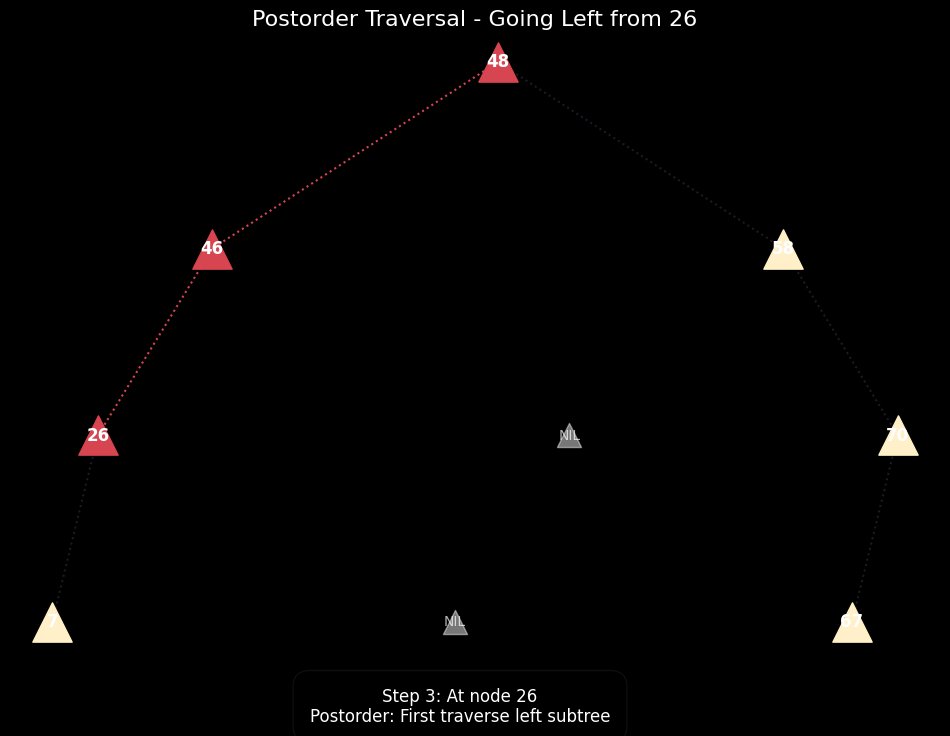 Postorder Traversal - Going Left from 26
48
46
58
26
NIL
70
7
NIL
67
Step 3: At node 26
Postorder: First traverse left subtree